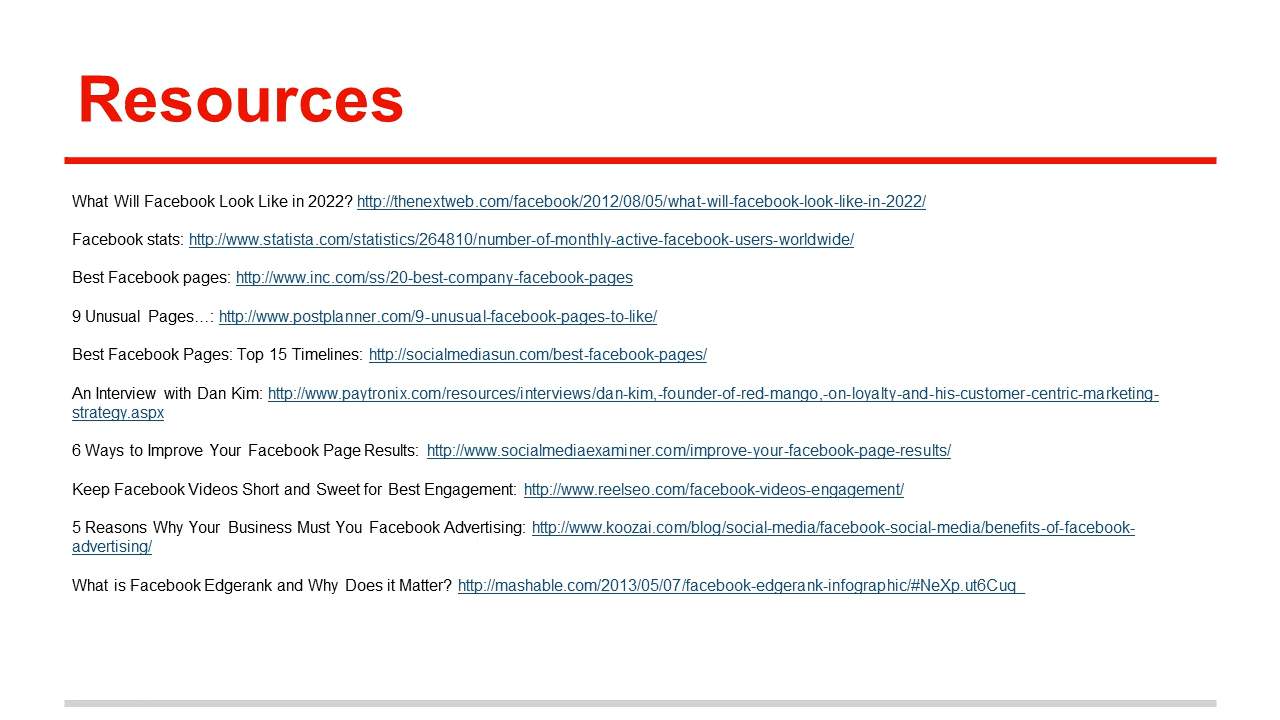 Resources
What Will Facebook Look Like in 2022? http://thenextweb.com/facebook/2012/08/05/what-will-facebook-look-like-in-2022/
Facebook stats: http://www.statista.com/statistics/264810/number-of-monthly-active-facebook-users-worldwide/
Best Facebook pages: http://www.inc.com/ss/20-best-company-facebook-pages
9 Unusual Pages…: http://www.postplanner.com/9-unusual-facebook-pages-to-like/
Best Facebook Pages: Top 15 Timelines: http://socialmediasun.com/best-facebook-pages/
An Interview with Dan Kim: http://www.paytronix.com/resources/interviews/dan-kim,-founder-of-red-mango,-on-loyalty-and-his-customer-centric-marketing-
strategy.aspx
6 Ways to Improve Your Facebook Page Results: http://www.socialmediaexaminer.com/improve-your-facebook-page-results/
Keep Facebook Videos Short and Sweet for Best Engagement: http://www.reelseo.com/facebook-videos-engagement/
5 Reasons Why Your Business Must You Facebook Advertising: http://www.koozai.com/blog/social-media/facebook-social-media/benefits-of-facebook-
advertising/
What is Facebook Edgerank and Why Does it Matter? http://mashable.com/2013/05/07/facebook-edgerank-infographic/#NeXp.ut6Cuq_